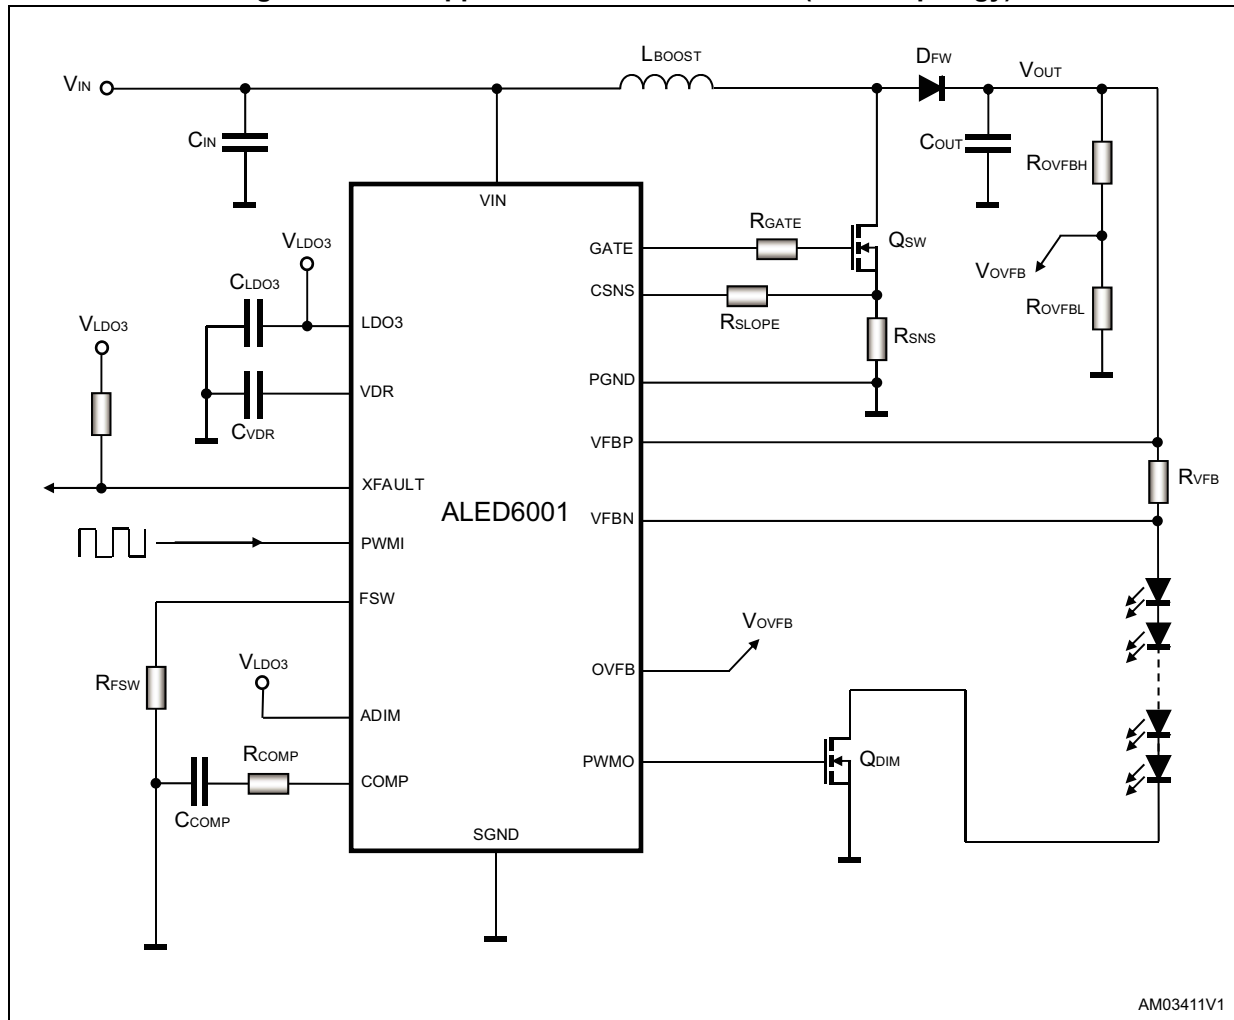 LBOOST
DFW
VOUT
VIN
CIN
COUT
ROVFBH
VIN
RGATE
VLDO3
GATE
QSW
VOVFB
CLDO3
CSNS
VLDO3
LDO3
RSLOPE
ROVFBL
RSNS
VDR
PGND
CVDR
VFBP
XFAULT
RVFB
ALED6001
VFBN
PWMI
FSW
VOVFB
VLDO3
OVFB
RFSW
ADIM
RCOMP
PWMO
QDIM
COMP
CCOMP
SGND
AM03411V1